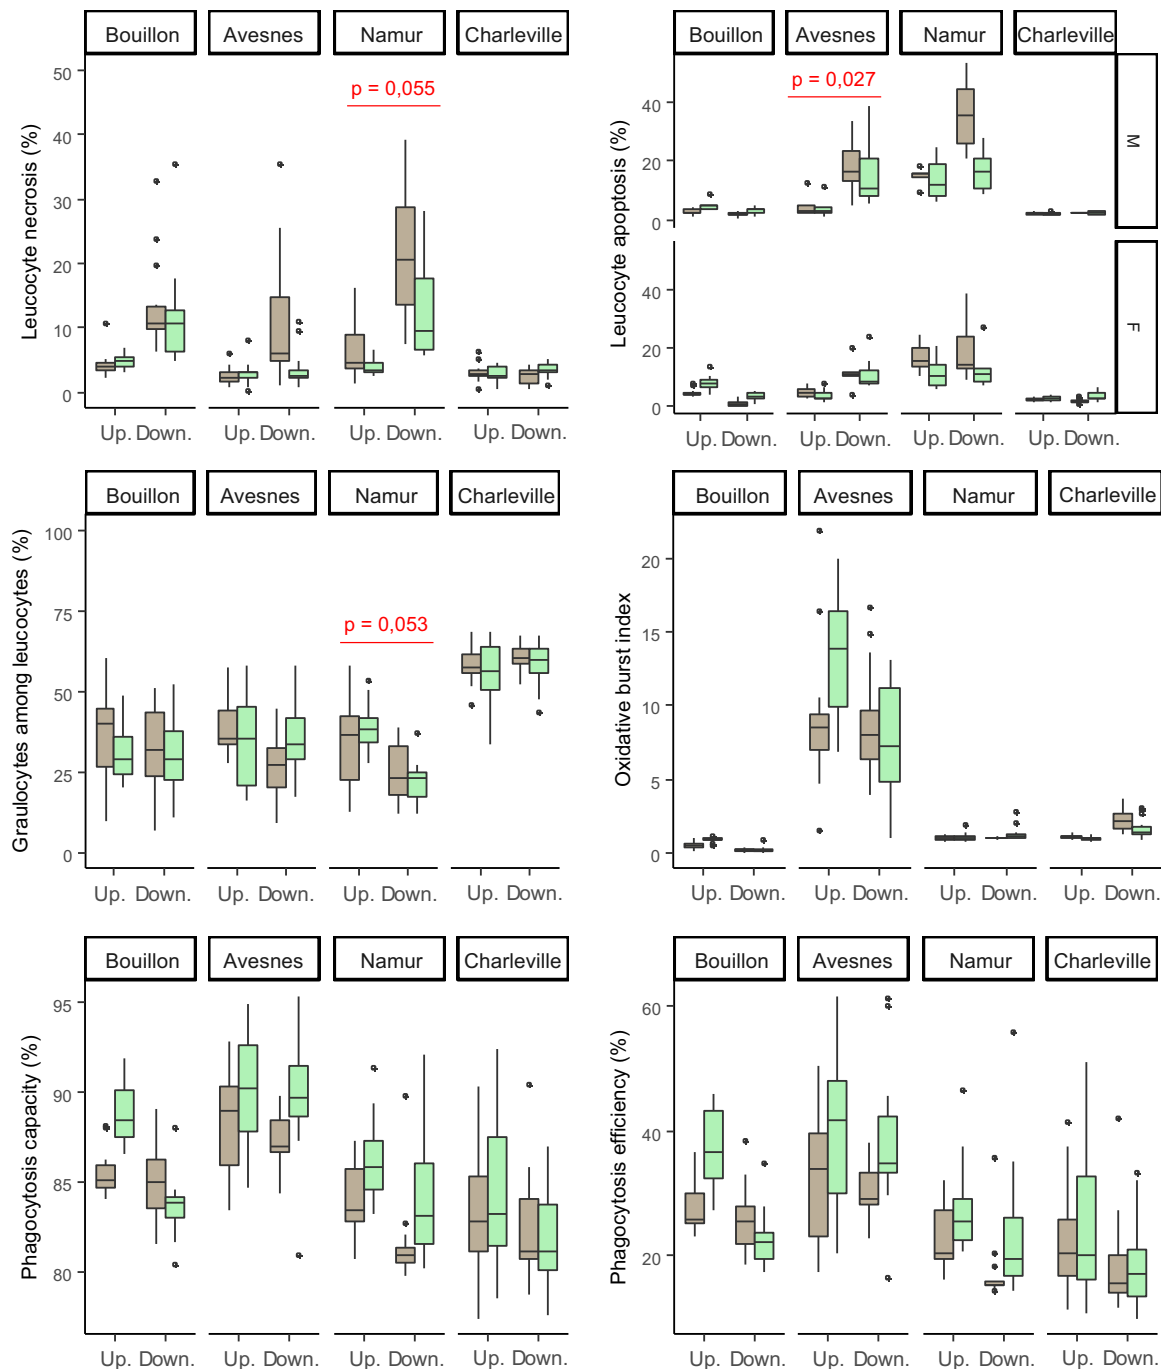 Bouillon Avesnes Namur Charleville
Leucocyte necrosis (%)
50
40
30
20
10
0
p = 0,055
Up. Down. Up. Down. Up. Down. Up. Down.
Bouillon Avesnes Namur Charleville
Leucocyte apoptosis (%)
40
20
0
40
20
0
p = 0,027
M
F
Up. Down. Up. Down. Up. Down. Up. Down.
Bouillon Avesnes Namur Charleville
Graulocytes among leucocytes (%)
100
75
50
25
0
p = 0,053
Up. Down. Up. Down. Up. Down. Up. Down.
Bouillon Avesnes Namur Charleville
Oxidative burst index
20
15
10
5
0
Up. Down. Up. Down. Up. Down. Up. Down.
Bouillon Avesnes Namur Charleville
Phagocytosis capacity (%)
95
90
85
80
Up. Down. Up. Down. Up. Down. Up. Down.
Bouillon Avesnes Namur Charleville
Phagocytosis efficiency (%)
60
40
20
Up. Down. Up. Down. Up. Down. Up. Down.